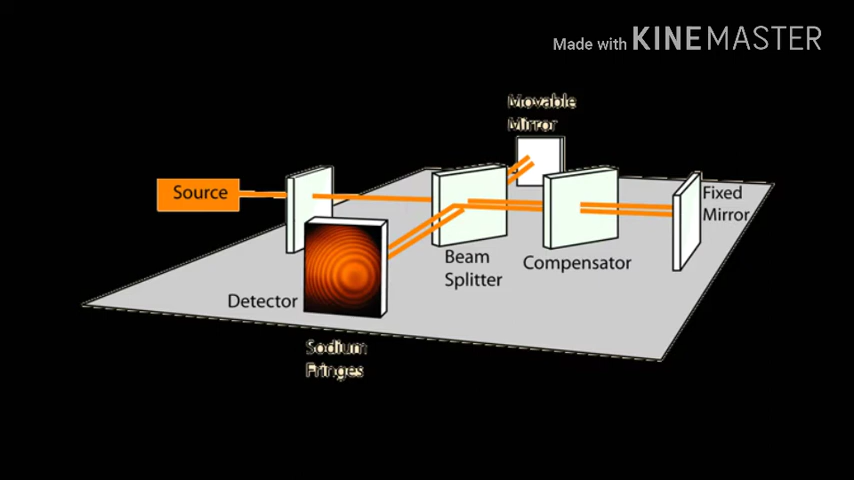 Made with KINEMASTER
Movable
Mirror
Source
Fixed
Mirror
Beam
Splitter
Compensator
Detector
Sodium
Fringes